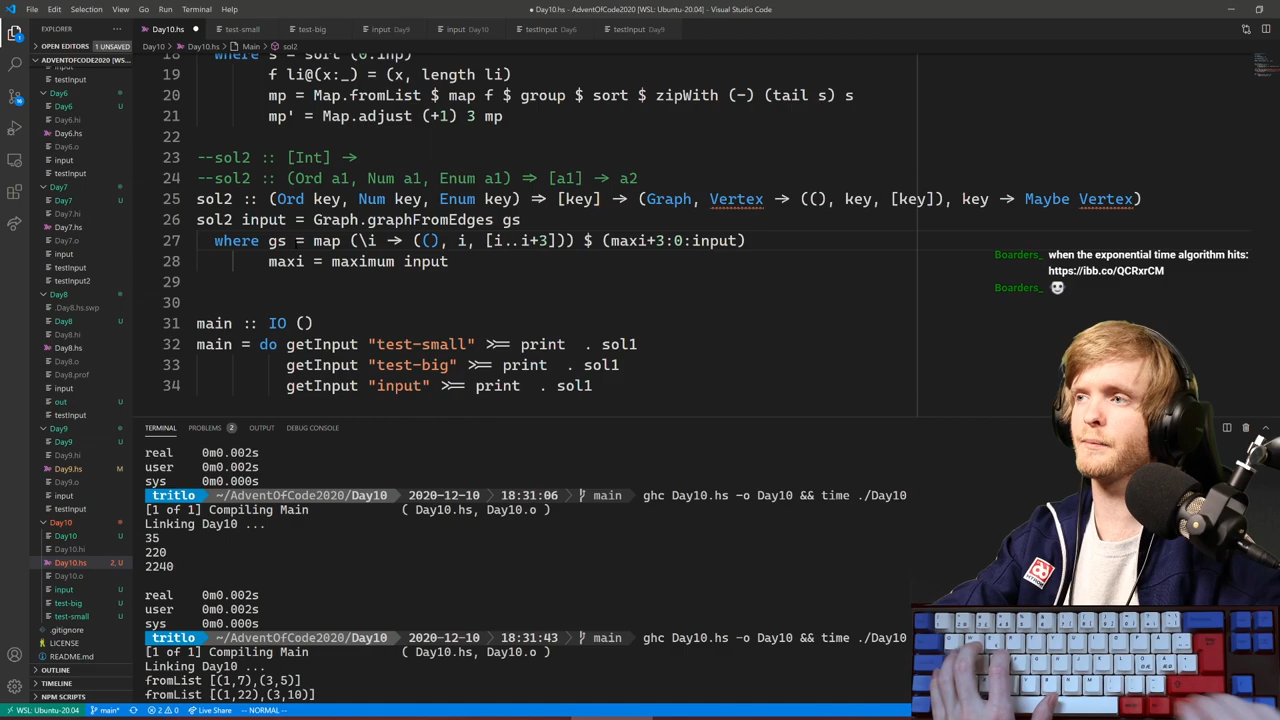 File Edit Selection View Go Run Terminal Help
● Day10.hs - AdventOfCode2020 [WSL: Ubuntu-20.04] - Visual Studio Code
EXPLORER
OPEN EDITORS 1 UNSAVED
ADVENTOFCODE2020 [WS...
input
testInput
Day6
Day6 U
Day6.hs
Day6.o
input
testInput
Day7
Day7 U
Day7.hi
Day7.hs
Day7.o
input
testInput
testInput2
Day8
.Day8.hs.swp
Day8 U
Day8.hi
Day8.hs
Day8.o
Day8.prof
input
out U
testInput
Day9
Day9 U
Day9.hi
Day9.hs M
Day9.o
input
testInput
Day10
Day10 U
Day10.hi
Day10.hs 2, U
Day10.o
input U
test-big U
test-small U
.gitignore
LICENSE
README.md
OUTLINE
TIMELINE
NPM SCRIPTS
Day10.hs ● test-small test-big input Day9 input Day10 testInput Day6 testInput Day9
Day10 > Day10.hs > Main > sol2
18 where s = sort (0:inp)
19 f li@(x:_) = (x, length li)
20 mp = Map.fromList $ map f $ group $ sort $ zipWith (-) (tail s) s
21 mp' = Map.adjust (+1) 3 mp
22
23 --sol2 :: [Int] ->
24 --sol2 :: (Ord a1, Num a1, Enum a1) => [a1] -> a2
25 sol2 :: (Ord key, Num key, Enum key) => [key] -> (Graph, Vertex -> ((), key, [key]), key -> Maybe Vertex)
26 sol2 input = Graph.graphFromEdges gs
27 where gs = map (\i -> ((), i, [i..i+3])) $ (maxi+3:0:input)
28 maxi = maximum input
29
30
31 main :: IO ()
32 main = do getInput "test-small" >>= print . sol1
33 getInput "test-big" >>= print . sol1
34 getInput "input" >>= print . sol1
Boarders_ when the exponential time algorithm hits:
https://ibb.co/QCRxrCM
Boarders_
TERMINAL PROBLEMS 2 OUTPUT DEBUG CONSOLE
real 0m0.002s
user 0m0.002s
sys 0m0.000s
tritlo ~/AdventOfCode2020/Day10 2020-12-10 18:31:06 main ghc Day10.hs -o Day10 && time ./Day10
[1 of 1] Compiling Main ( Day10.hs, Day10.o )
Linking Day10 ...
35
220
2240
real 0m0.002s
user 0m0.002s
sys 0m0.000s
tritlo ~/AdventOfCode2020/Day10 2020-12-10 18:31:43 main ghc Day10.hs -o Day10 && time ./Day10
[1 of 1] Compiling Main ( Day10.hs, Day10.o )
Linking Day10 ...
fromList [(1,7),(3,5)]
fromList [(1,22),(3,10)]
WSL: Ubuntu-20.04 main* 2 0 Live Share -- NORMAL --